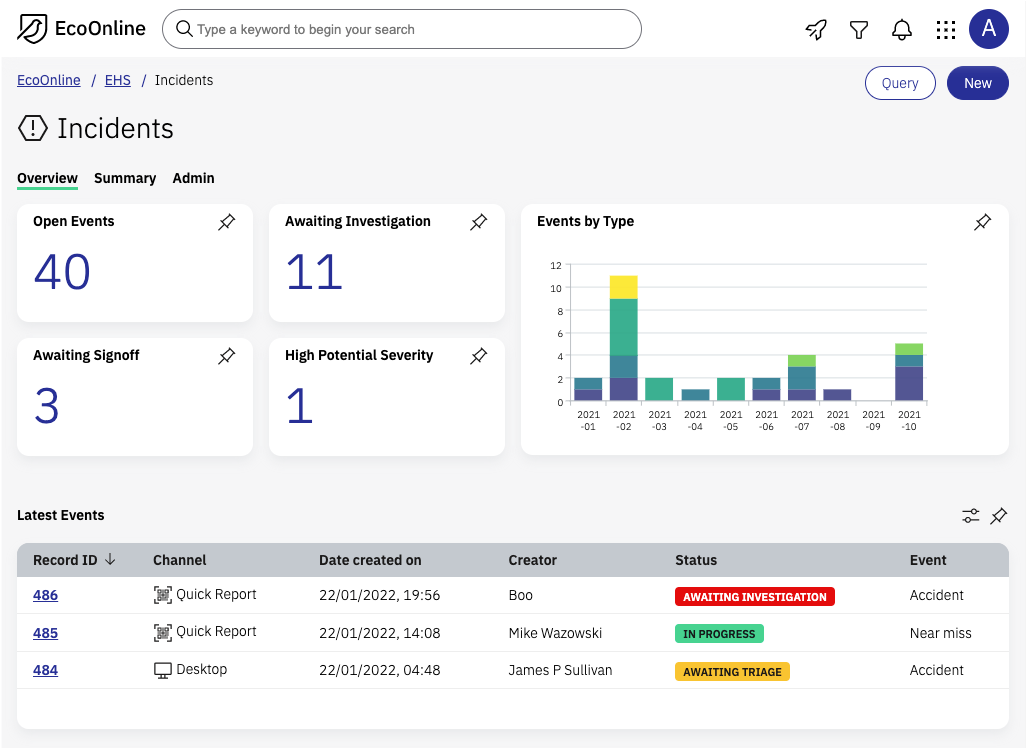 EcoOnline
Type a keyword to begin your search
A
EcoOnline / EHS / Incidents
Query
New
Incidents
Overview Summary Admin
Open Events
40
Awaiting Investigation
11
Awaiting Signoff
3
High Potential Severity
1
Events by Type
12
10
8
6
4
2
0
2021 2021 2021 2021 2021 2021 2021 2021 2021 2021
-01 -02 -03 -04 -05 -06 -07 -08 -09 -10
Latest Events
Record ID Channel Date created on Creator Status Event
486 Quick Report 22/01/2022, 19:56 Boo AWAITING INVESTIGATION Accident
485 Quick Report 22/01/2022, 14:08 Mike Wazowski IN PROGRESS Near miss
484 Desktop 22/01/2022, 04:48 James P Sullivan AWAITING TRIAGE Accident